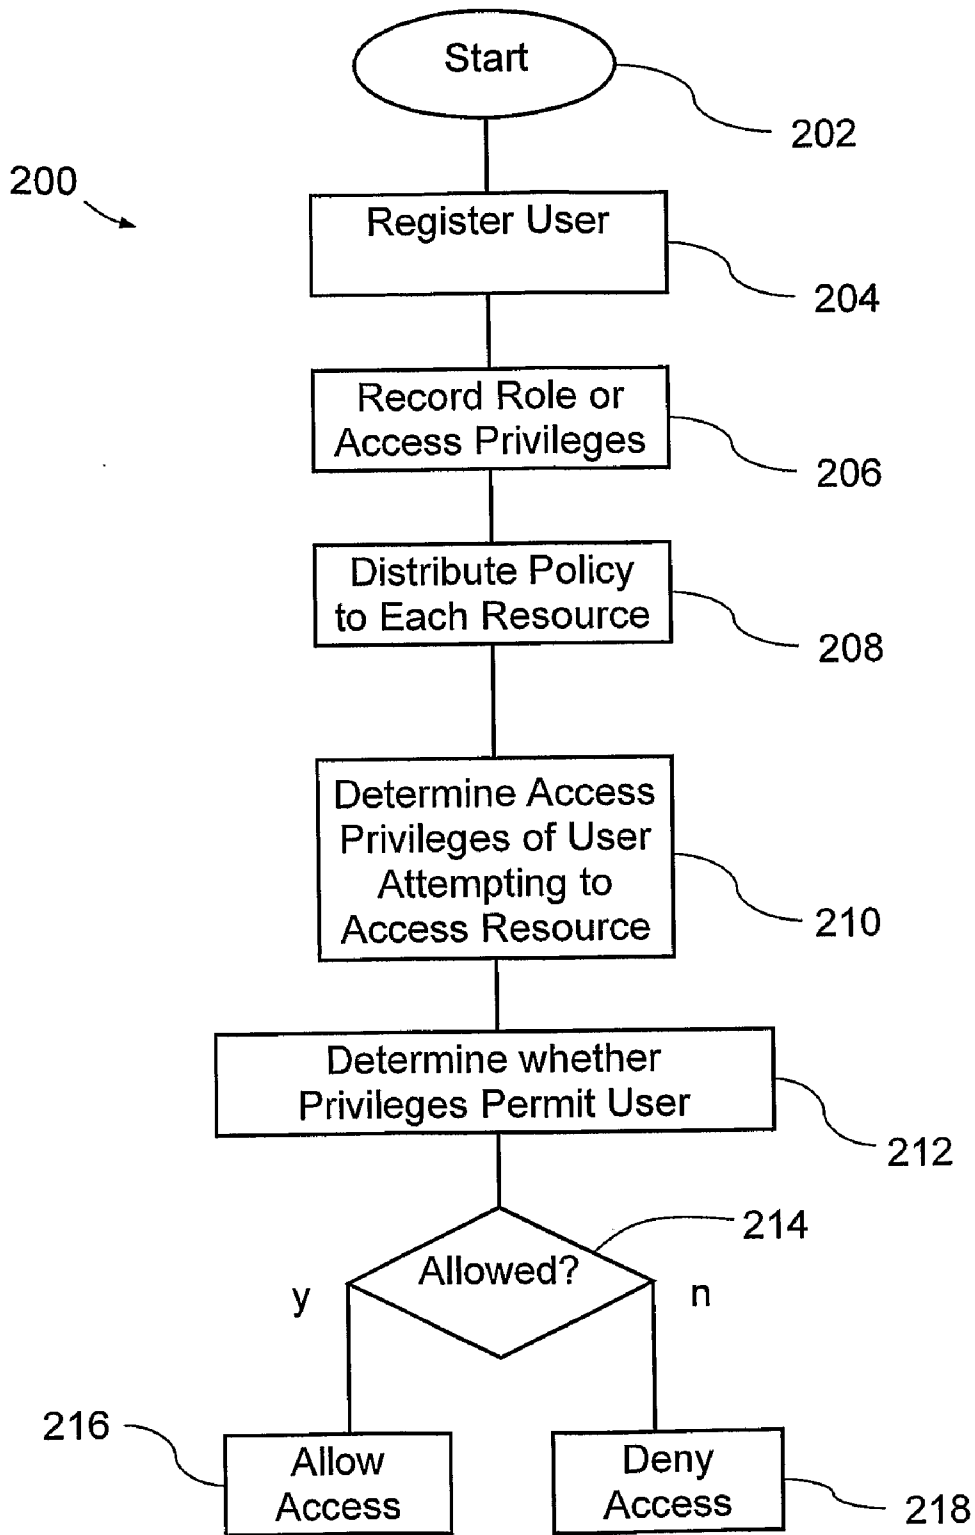 Start
202
200
Register User
204
Record Role or
Access Privileges
206
Distribute Policy
to Each Resource
208
Determine Access
Privileges of User
Attempting to
Access Resource
210
Determine whether
Privileges Permit User
212
214
Allowed?
y
n
216
Allow
Access
Deny
Access
218